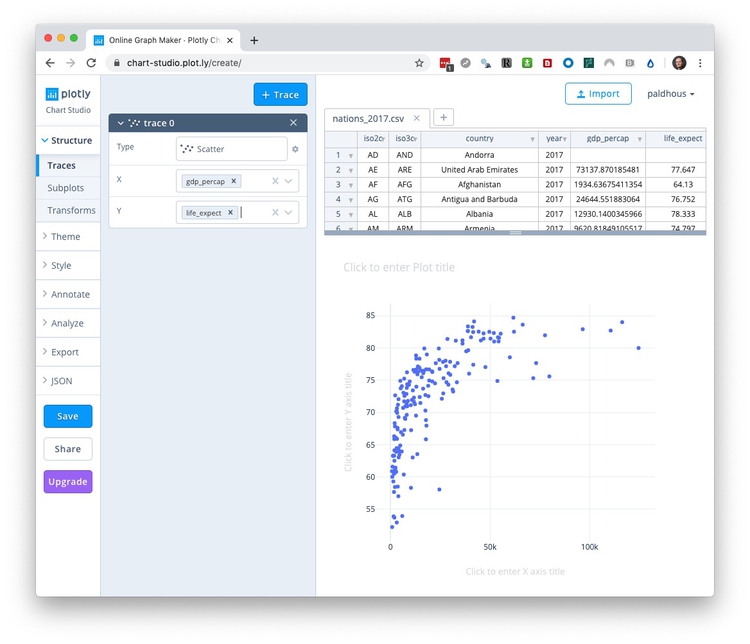 Online Graph Maker · Plotly Ch
chart-studio.plot.ly/create/
1
plotly
Chart Studio
Structure
Traces
Subplots
Transforms
Theme
Style
Annotate
Analyze
Export
JSON
Save
Share
Upgrade
+ Trace
trace 0
Type
Scatter
X
gdp_percap
Y
life_expect
Import
paldhous
nations_2017.csv
iso2c iso3c country year gdp_percap life_expect
1 AD AND Andorra 2017
2 AE ARE United Arab Emirates 2017 73137.870185481 77.647
3 AF AFG Afghanistan 2017 1934.63675411354 64.13
4 AG ATG Antigua and Barbuda 2017 24644.551883064 76.752
5 AL ALB Albania 2017 12930.1400345966 78.333
6 AM ARM Armenia 2017 9620.81849105517 74.797
Click to enter Plot title
85
80
75
70
65
60
55
Click to enter Y axis title
0 50k 100k
Click to enter X axis title